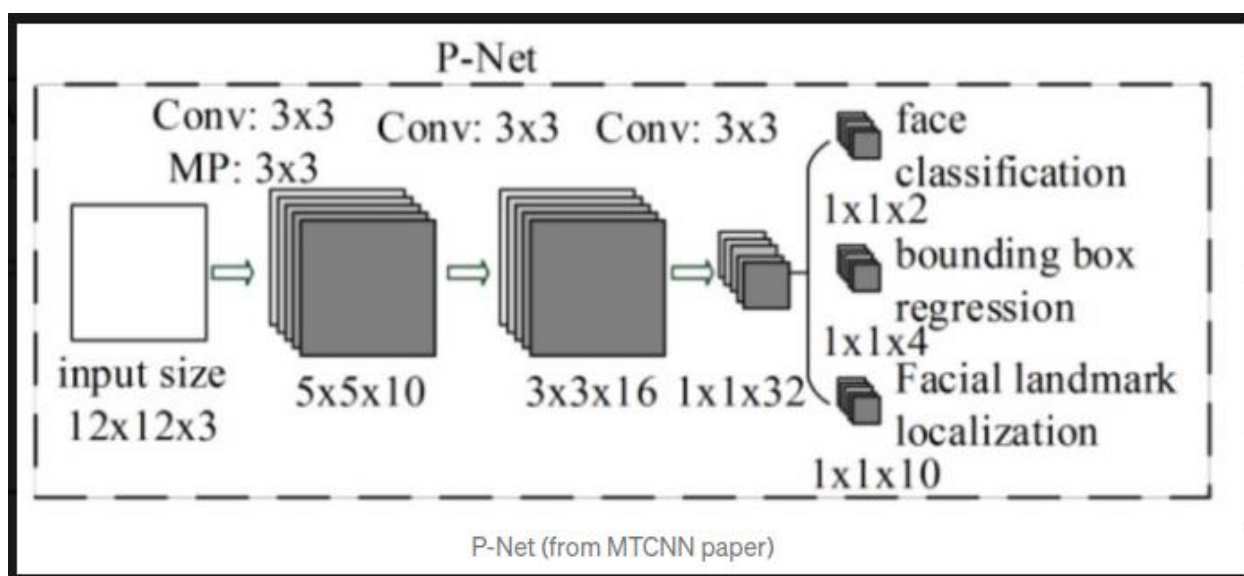 P-Net
Conv: 3x3
MP: 3x3
Conv: 3x3
Conv: 3x3
input size
12x12x3
5x5x10
3x3x16
1x1x32
face
classification
1x1x2
bounding box
regression
1x1x4
Facial landmark
localization
1x1x10
P-Net (from MTCNN paper)